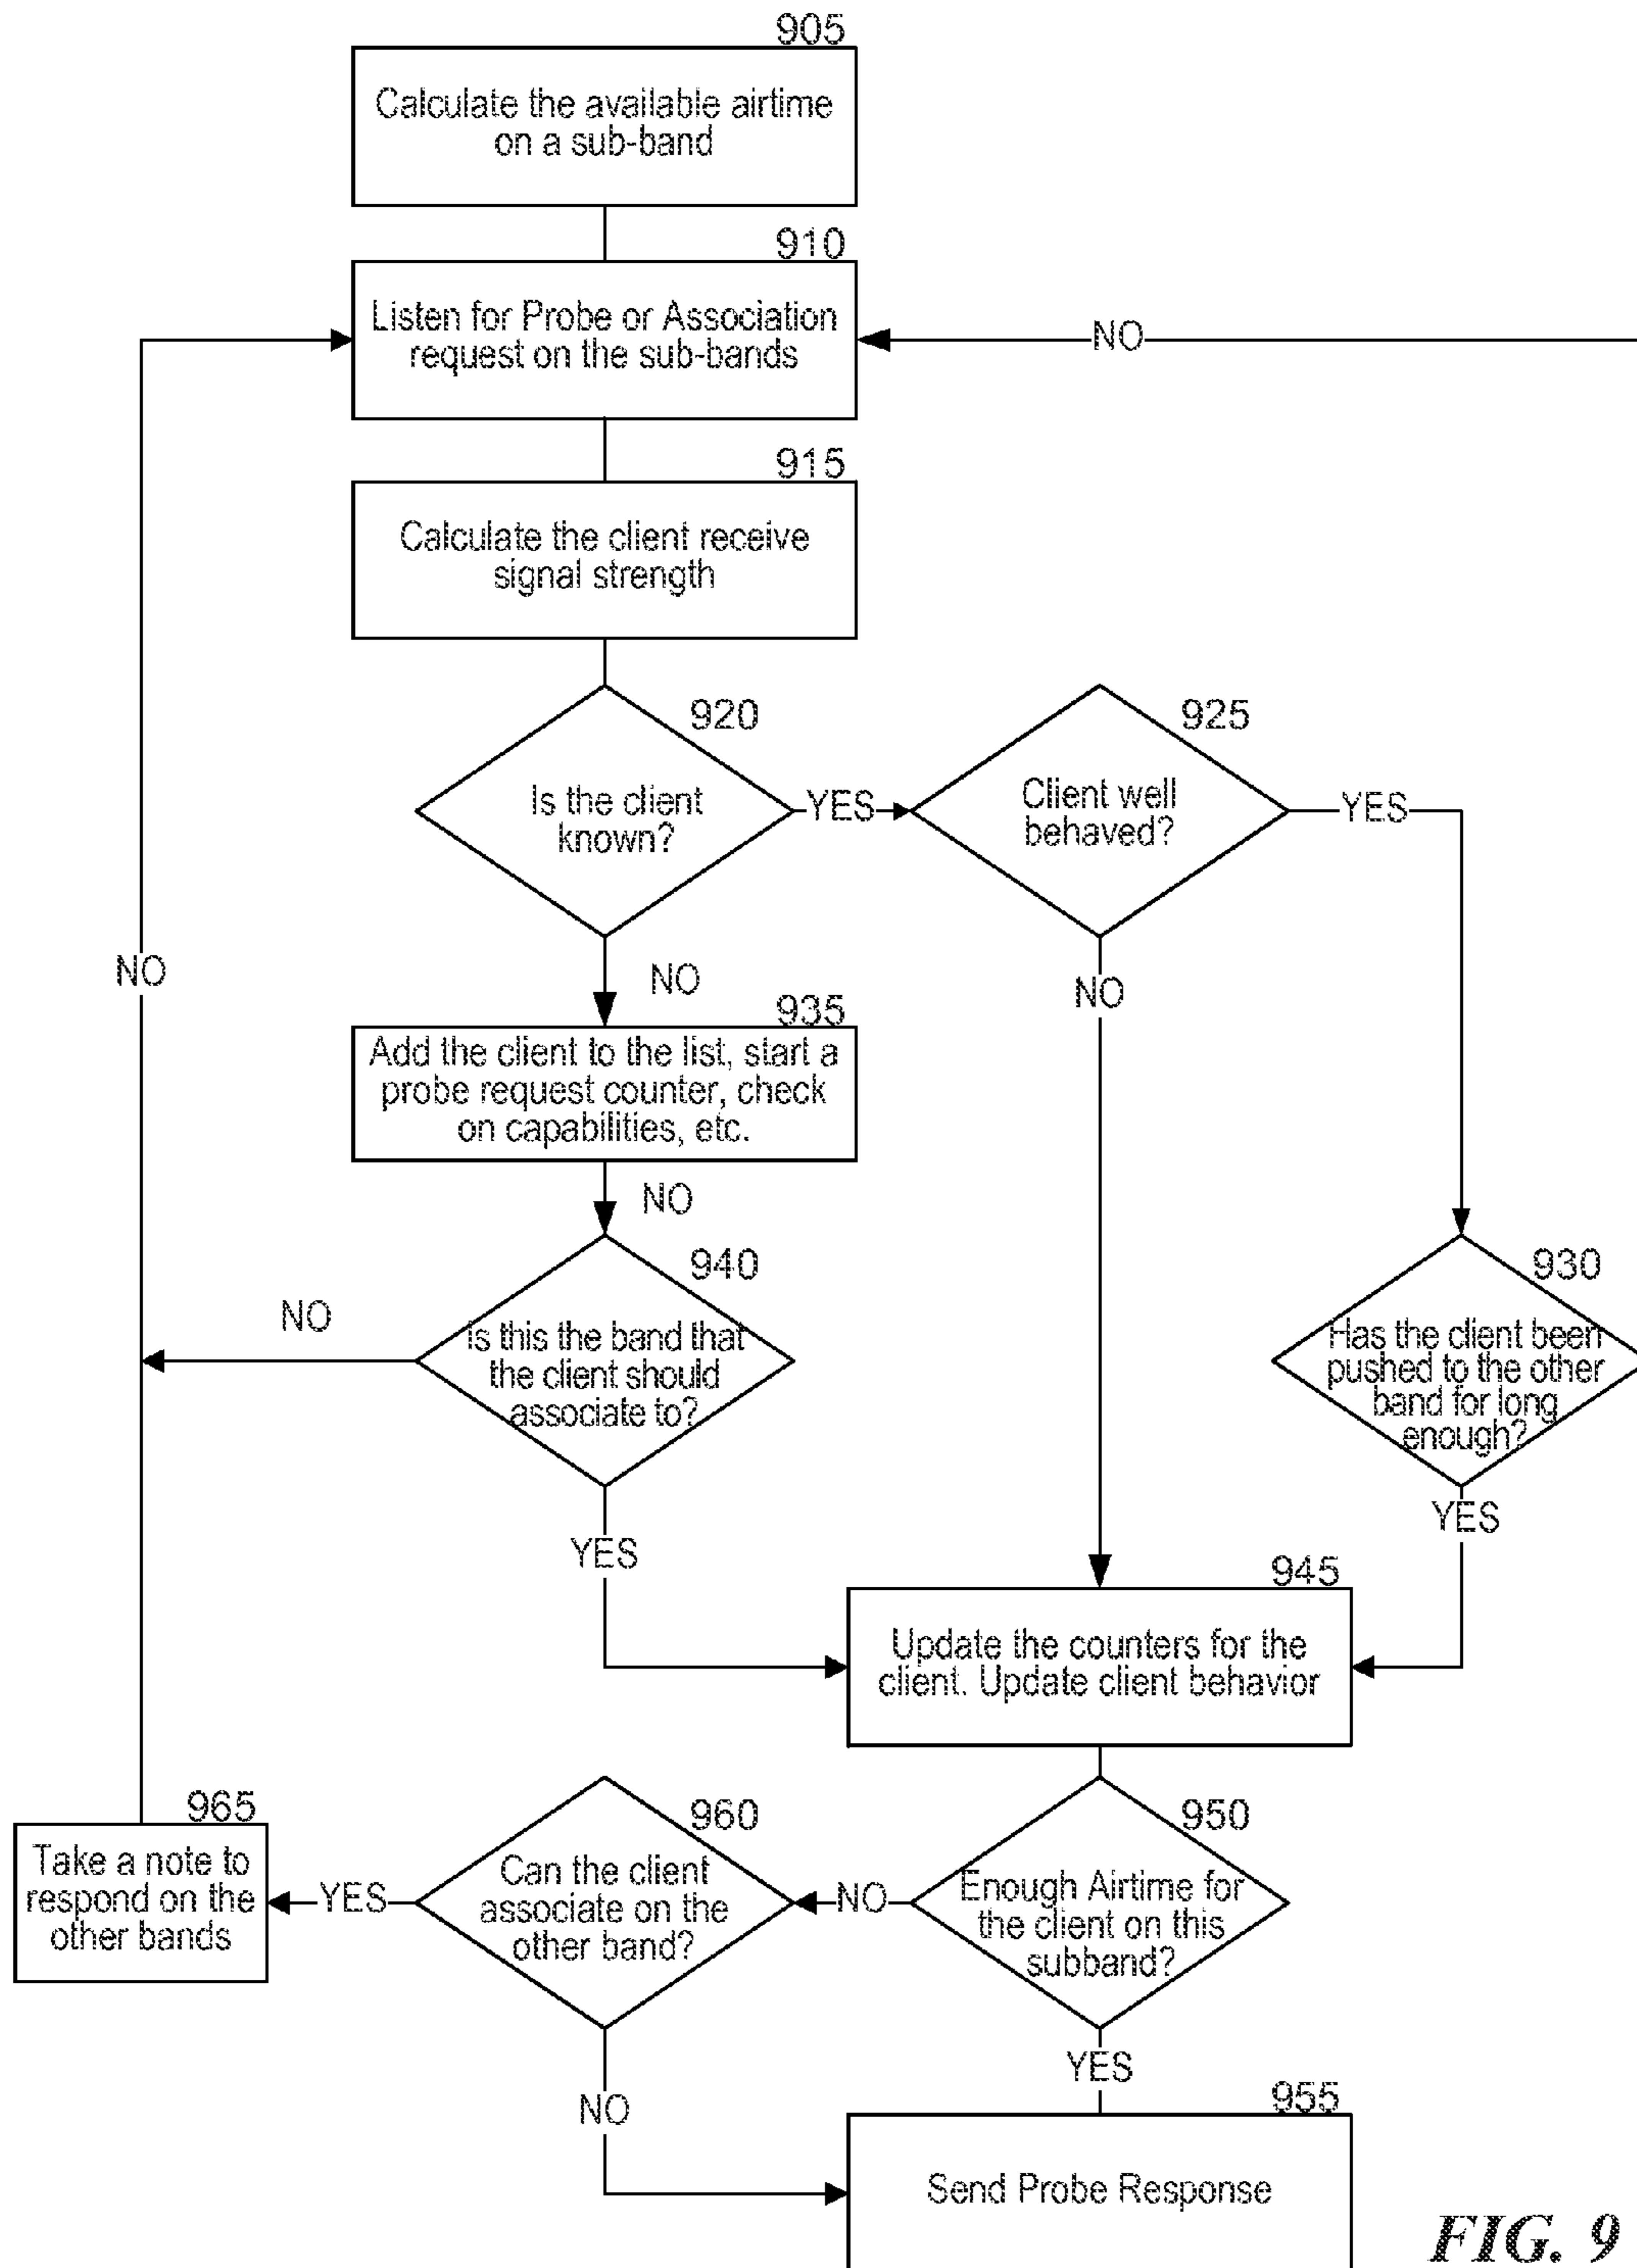 905
Calculate the available airtime
on a sub-band
910
Listen for Probe or Association
request on the sub-bands
NO
915
Calculate the client receive
signal strength
920
Is the client
known?
YES
925
Client well
behaved?
YES
NO
NO
NO
935
Add the client to the list, start a
probe request counter, check
on capabilities, etc.
NO
940
Is this the band that
the client should
associate to?
NO
YES
930
Has the client been
pushed to the other
band for long
enough?
YES
945
Update the counters for the
client. Update client behavior
950
Enough Airtime for
the client on this
subband?
NO
960
Can the client
associate on the
other band?
YES
965
Take a note to
respond on the
other bands
NO
YES
955
Send Probe Response
FIG. 9